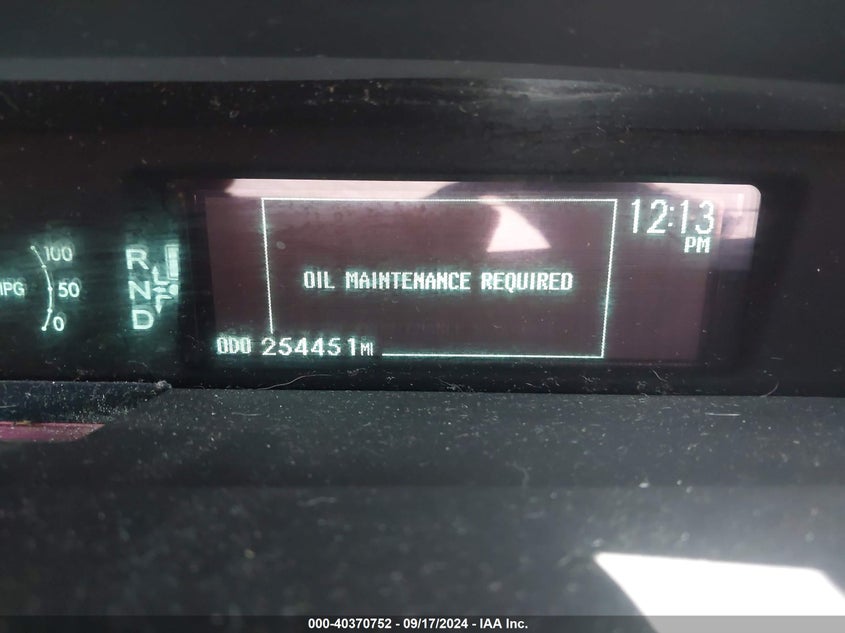 100
MPG
50
0
R
N
D
F
12:13
PM
OIL MAINTENANCE REQUIRED
ODO 254451 MI
000-40370752 - 09/17/2024 - IAA Inc.